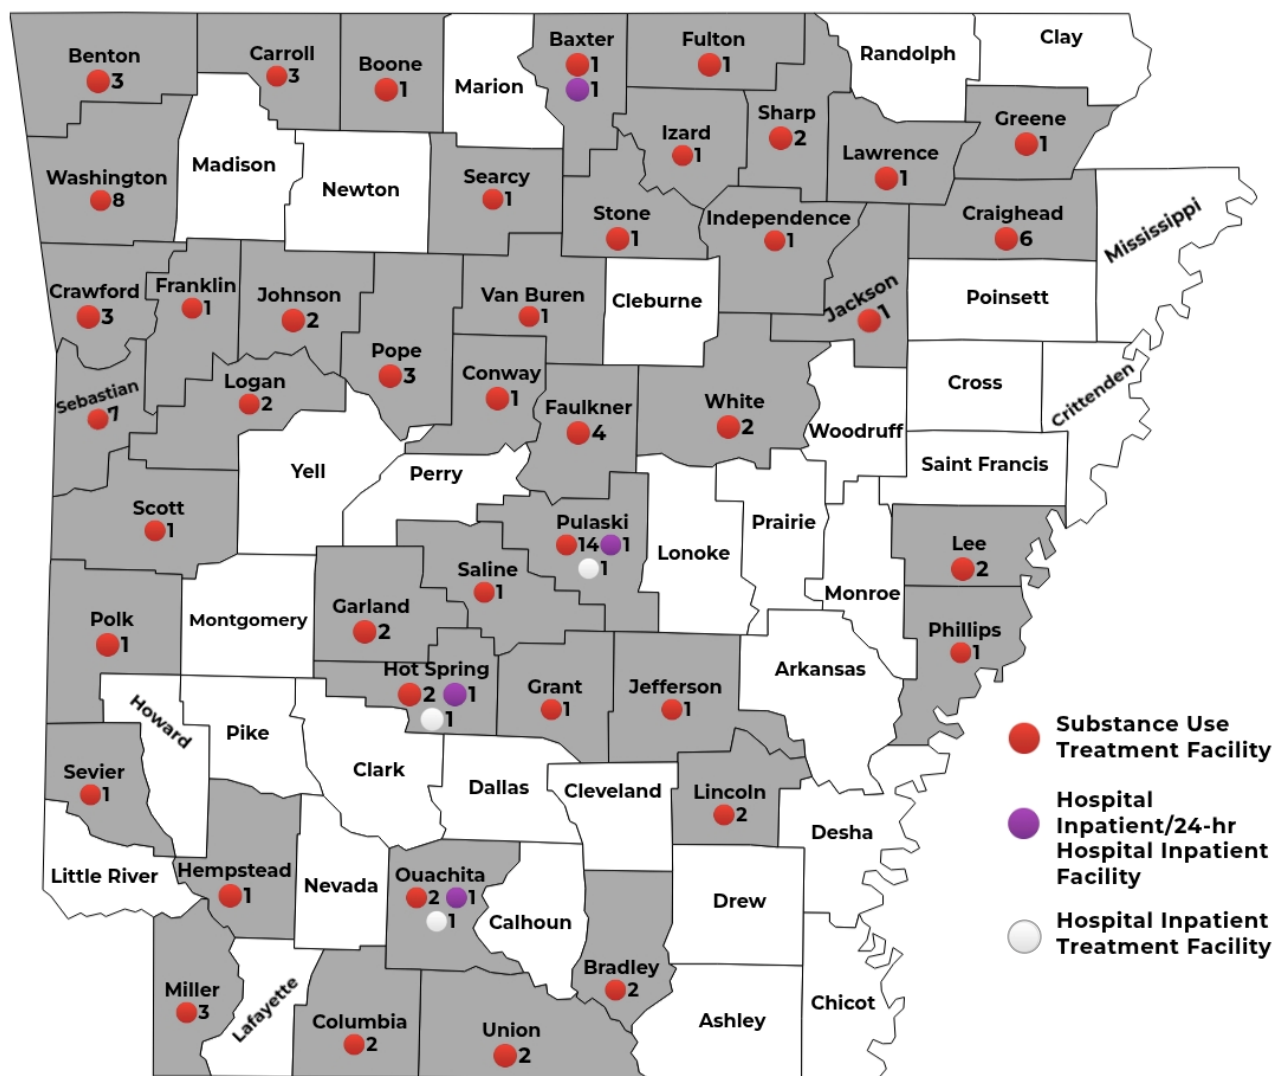 Benton
3
Carroll
3
Boone
1
Marion
Baxter
1
1
Fulton
1
Randolph
Clay
Washington
8
Madison
Newton
Searcy
1
Stone
1
Izard
1
Sharp
2
Lawrence
1
Greene
1
Independence
1
Craighead
6
Mississippi
Crawford
3
Franklin
1
Johnson
2
Pope
3
Van Buren
1
Cleburne
Jackson
1
Poinsett
Sebastian
7
Logan
2
Conway
1
Faulkner
4
White
2
Woodruff
Cross
Crittenden
Saint Francis
Scott
1
Yell
Perry
Pulaski
14 1
1
Lonoke
Prairie
Monroe
Lee
2
Polk
1
Montgomery
Garland
2
Saline
1
Hot Spring
2 1
1
Grant
1
Jefferson
1
Arkansas
Phillips
1
Howard
Pike
Clark
Dallas
Cleveland
Lincoln
2
Desha
Sevier
1
Little River
Hempstead
1
Nevada
Ouachita
2 1
1
Calhoun
Bradley
2
Drew
Miller
3
Lafayette
Columbia
2
Union
2
Ashley
Chicot
Substance Use
Treatment Facility
Hospital
Inpatient/24-hr
Hospital Inpatient
Facility
Hospital Inpatient
Treatment Facility